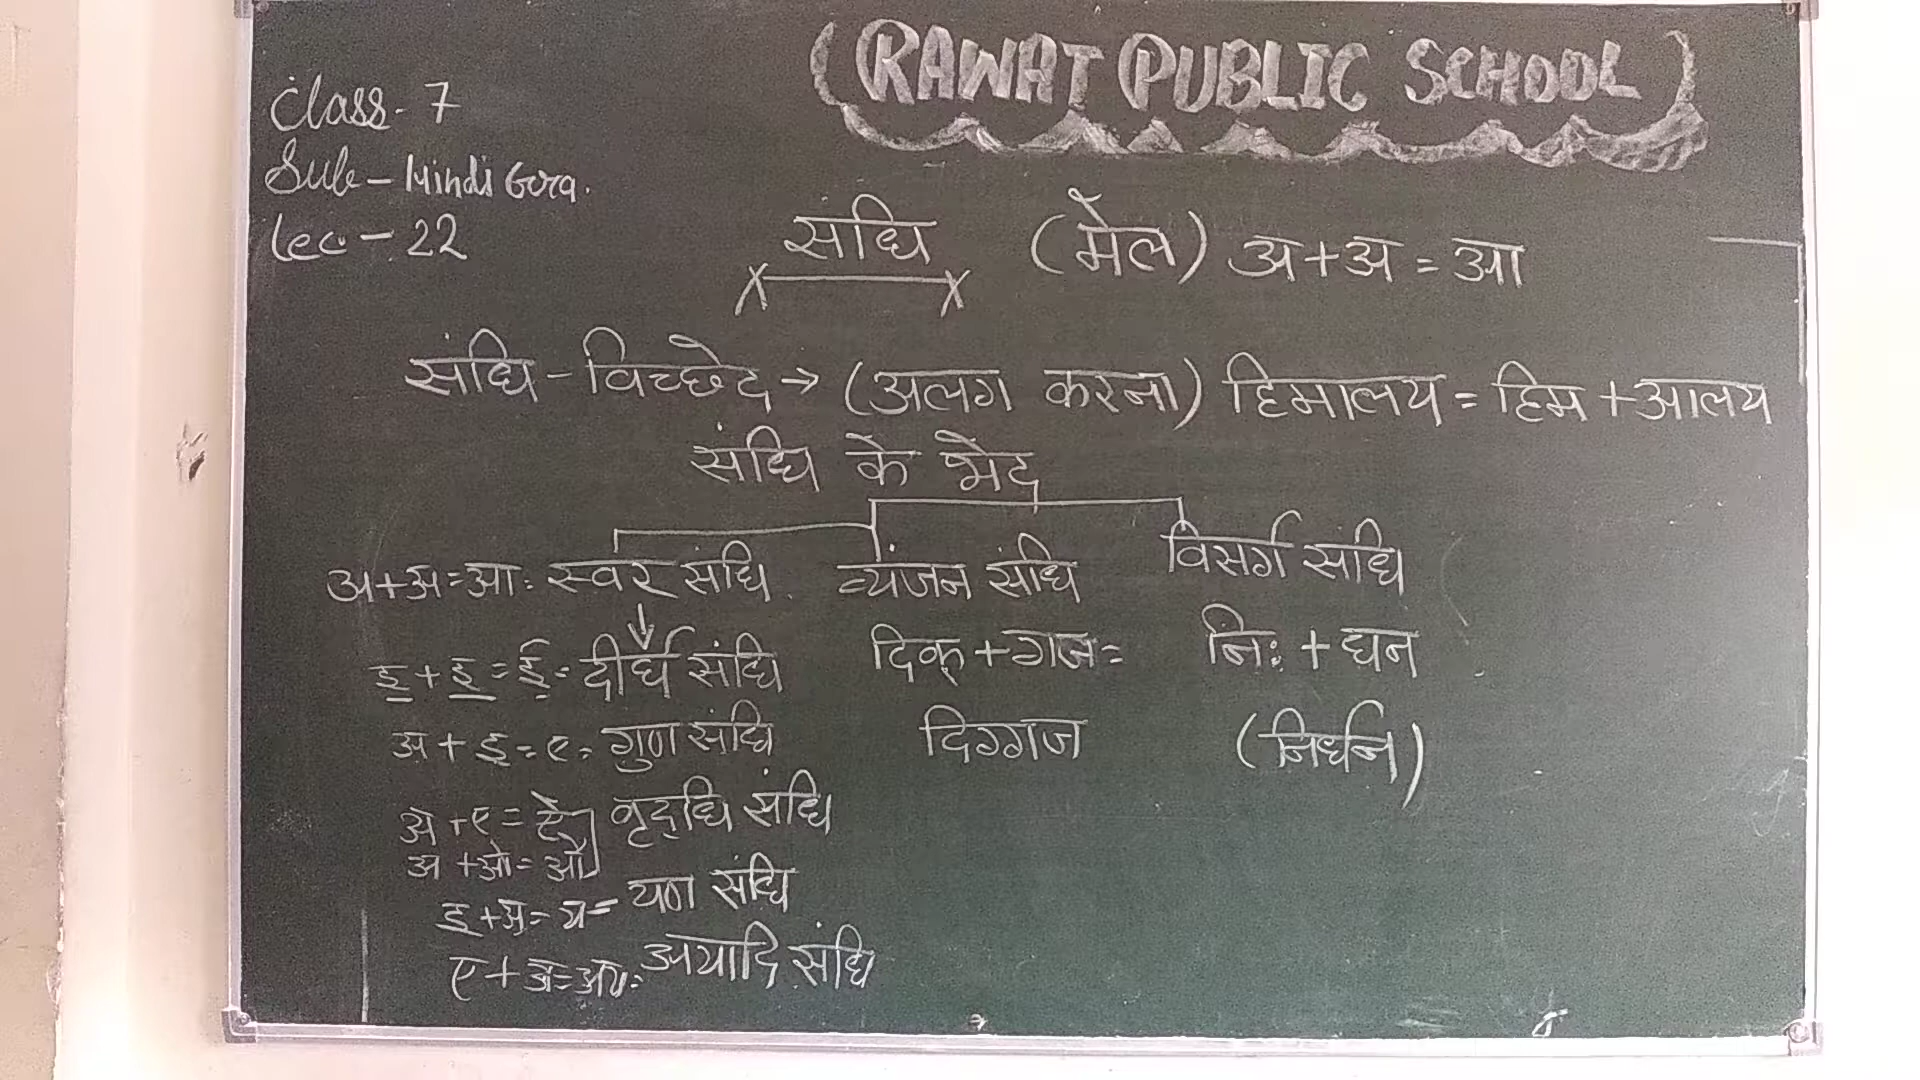 (RAWAT PUBLIC SCHOOL)
Class - 7
Sub - Hindi Gra.
Lec - 22
संधि (मेल) अ+अ = आ
संधि - विच्छेद → (अलग करना) हिमालय = हिम + आलय
संधि के भेद
अ+अ=आ: स्वर संधि. व्यंजन संधि विसर्ग संधि
इ+इ=ई- दीर्घ संधि दिक्+गज= निः + धन
अ+इ=ए= गुण संधि दिग्गज (निर्धन)
अ+ए=ऐ वृद्धि संधि
अ+ओ=औ
इ+अ=य= यण संधि
ए+अ=अय= अयादि संधि